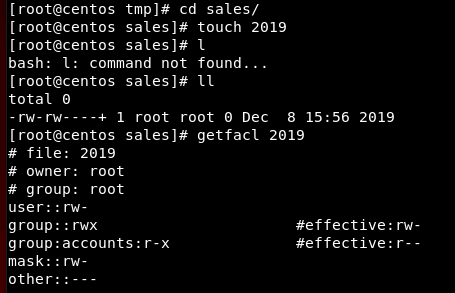 [root@centos tmp]# cd sales/
[root@centos sales]# touch 2019
[root@centos sales]# l
bash: l: command not found...
[root@centos sales]# ll
total 0
-rw-rw----+ 1 root root 0 Dec  8 15:56 2019
[root@centos sales]# getfacl 2019
# file: 2019
# owner: root
# group: root
user::rw-
group::rwx                      #effective:rw-
group:accounts:r-x              #effective:r--
mask::rw-
other::---